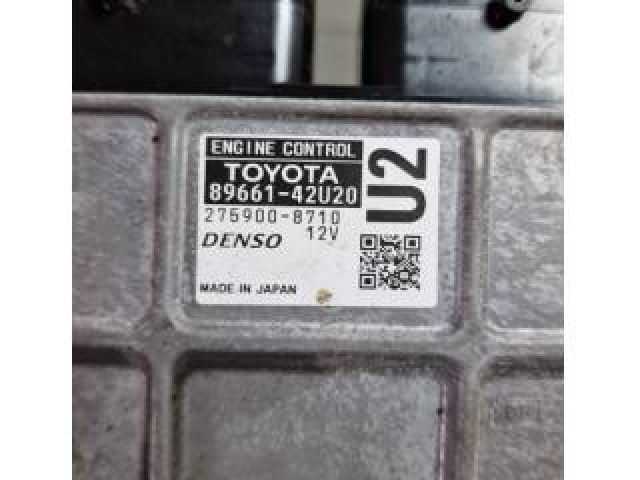 ENGINE CONTROL
TOYOTA
89661-42U20
275900-8710
DENSO 12V
MADE IN JAPAN
U2